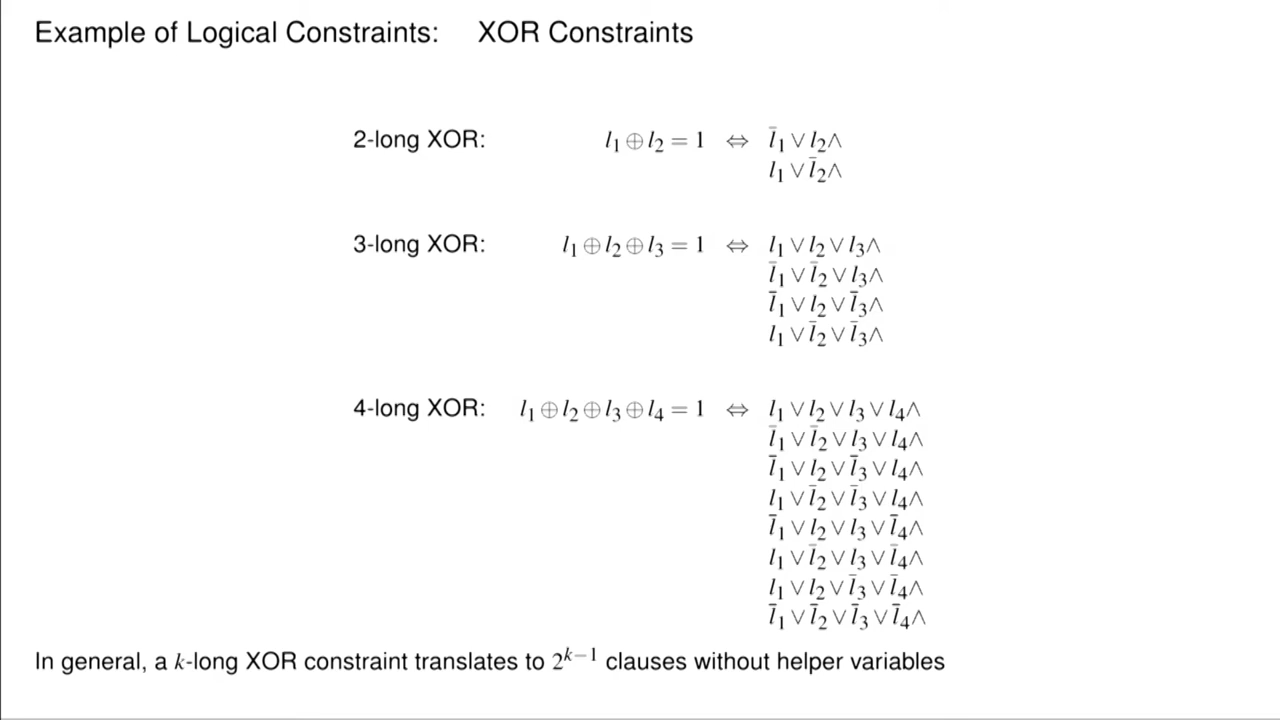 Example of Logical Constraints: XOR Constraints
2-long XOR: l₁ ⊕ l₂ = 1 ⇔ l̄₁ ∨ l₂ ∧
l₁ ∨ l̄₂ ∧
3-long XOR: l₁ ⊕ l₂ ⊕ l₃ = 1 ⇔ l₁ ∨ l₂ ∨ l₃ ∧
l̄₁ ∨ l̄₂ ∨ l₃ ∧
l̄₁ ∨ l₂ ∨ l̄₃ ∧
l₁ ∨ l̄₂ ∨ l̄₃ ∧
4-long XOR: l₁ ⊕ l₂ ⊕ l₃ ⊕ l₄ = 1 ⇔ l₁ ∨ l₂ ∨ l₃ ∨ l₄ ∧
l̄₁ ∨ l̄₂ ∨ l₃ ∨ l₄ ∧
l̄₁ ∨ l₂ ∨ l̄₃ ∨ l₄ ∧
l₁ ∨ l̄₂ ∨ l̄₃ ∨ l₄ ∧
l̄₁ ∨ l₂ ∨ l₃ ∨ l̄₄ ∧
l₁ ∨ l̄₂ ∨ l₃ ∨ l̄₄ ∧
l₁ ∨ l₂ ∨ l̄₃ ∨ l̄₄ ∧
l̄₁ ∨ l̄₂ ∨ l̄₃ ∨ l̄₄ ∧
In general, a k-long XOR constraint translates to 2ᵏ⁻¹ clauses without helper variables